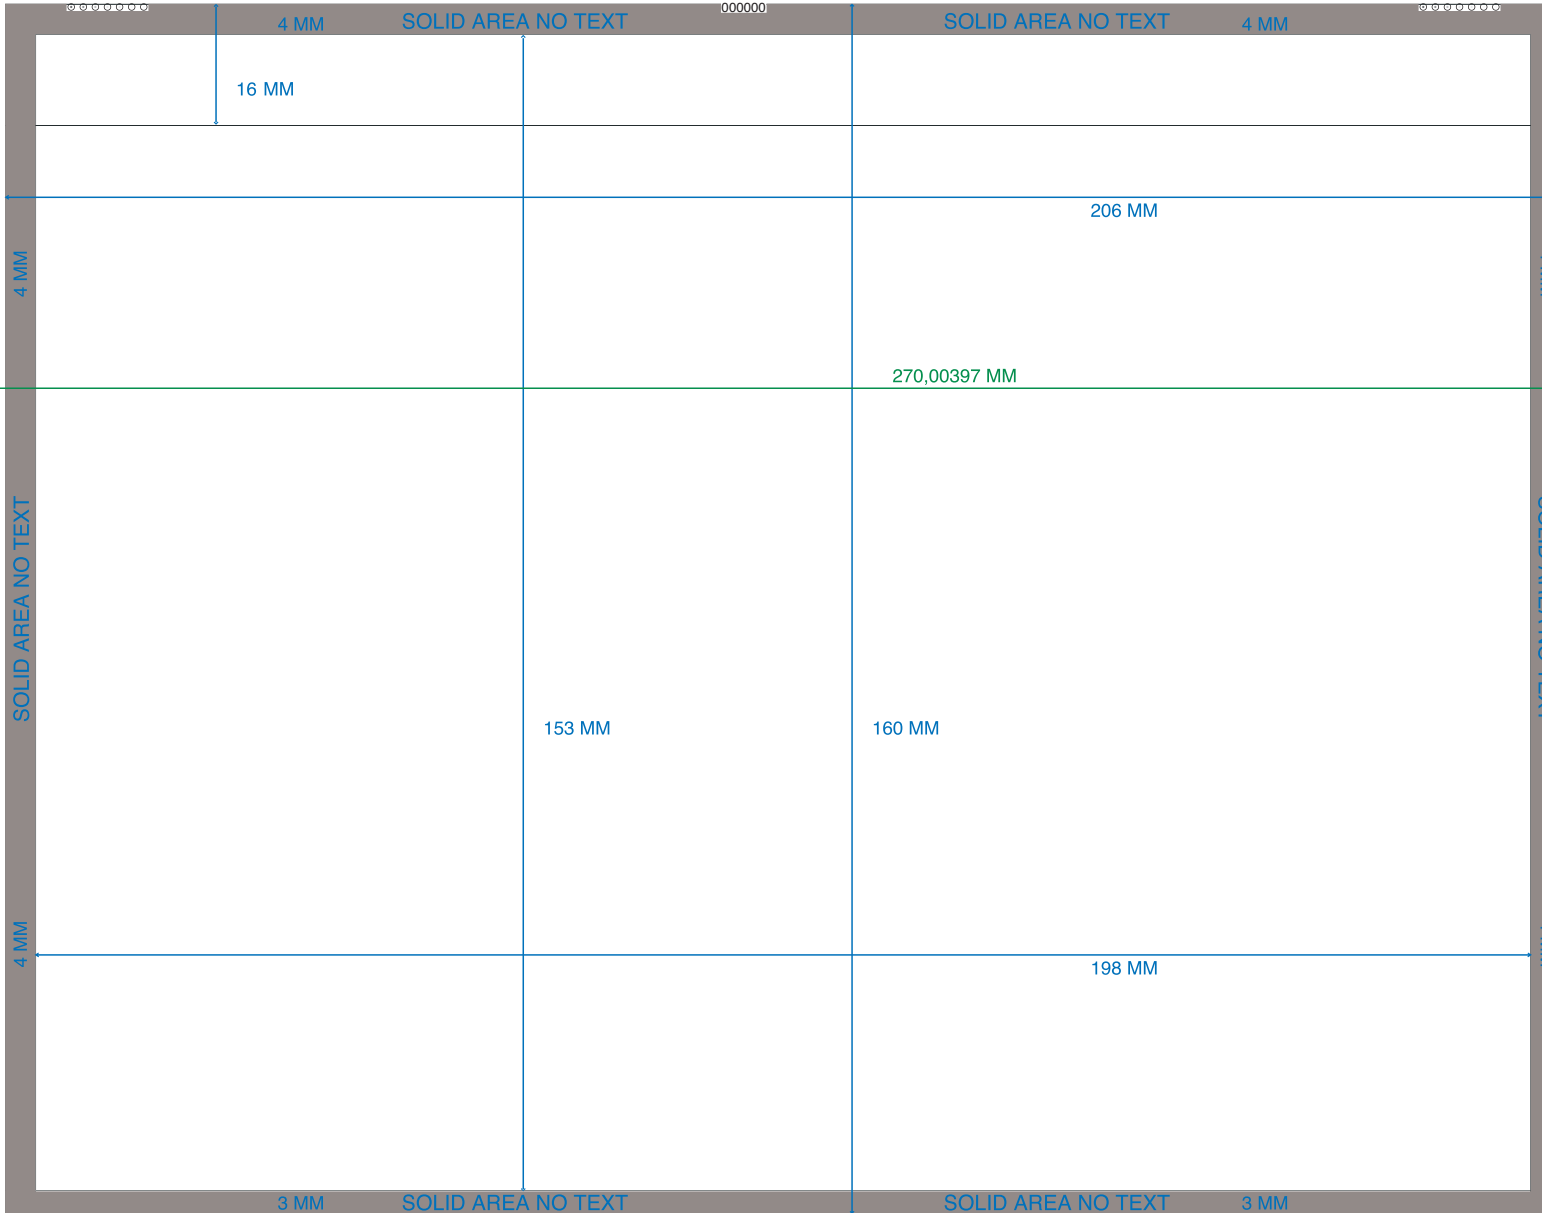 000000
4 MM SOLID AREA NO TEXT SOLID AREA NO TEXT 4 MM
16 MM
206 MM
4 MM
270,00397 MM
SOLID AREA NO TEXT
153 MM 160 MM
4 MM
198 MM
3 MM SOLID AREA NO TEXT SOLID AREA NO TEXT 3 MM